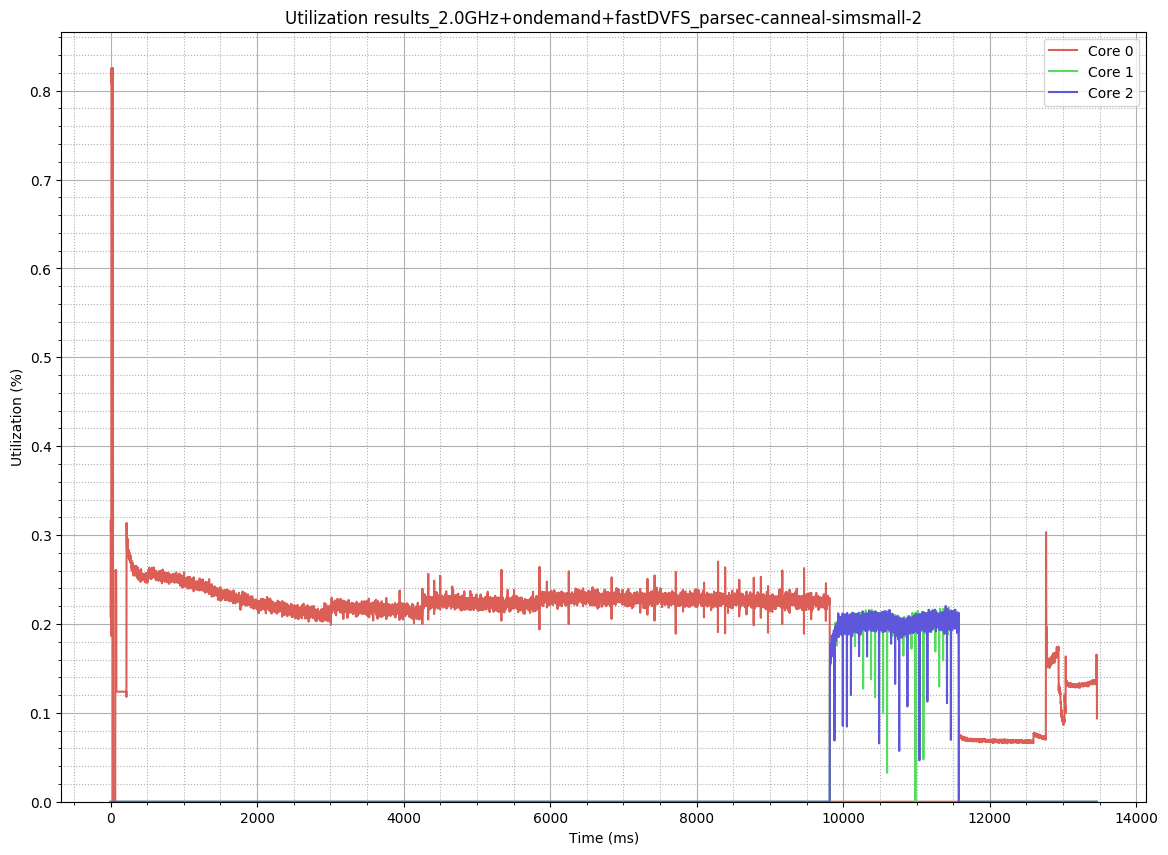 Utilization results_2.0GHz+ondemand+fastDVFS_parsec-canneal-simsmall-2
Core 0
Core 1
Core 2
Utilization (%)
0.8
0.7
0.6
0.5
0.4
0.3
0.2
0.1
0.0
0 2000 4000 6000 8000 10000 12000 14000
Time (ms)